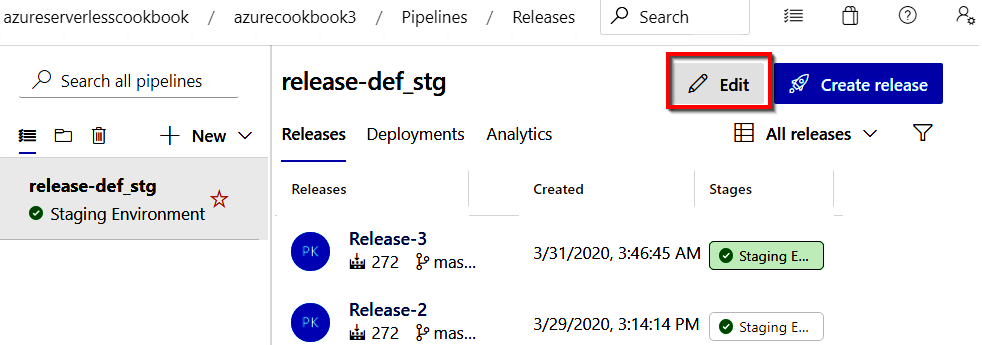 azureserverlesscookbook / azurecookbook3 / Pipelines / Releases Search
Search all pipelines
New
release-def_stg
Staging Environment
release-def_stg Edit Create release
Releases Deployments Analytics All releases
Releases Created Stages
PK Release-3
272 mas... 3/31/2020, 3:46:45 AM Staging E...
PK Release-2
272 mas... 3/29/2020, 3:14:14 PM Staging E...